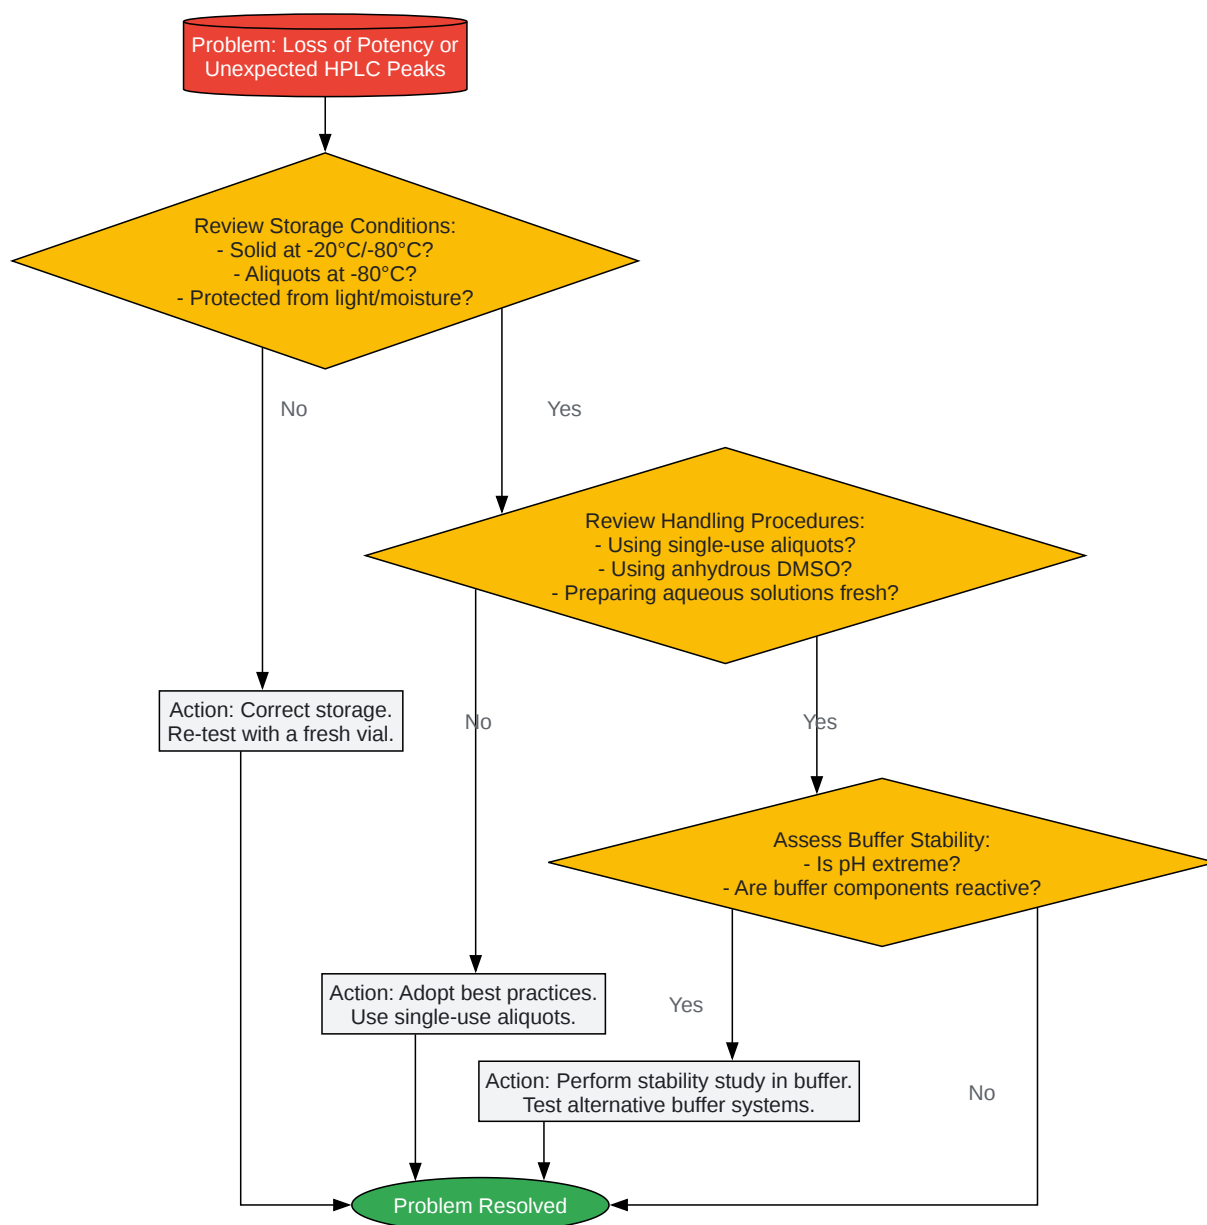 Problem: Loss of Potency or
Unexpected HPLC Peaks
Review Storage Conditions:
- Solid at -20°C/-80°C?
- Aliquots at -80°C?
- Protected from light/moisture?
No
Yes
Review Handling Procedures:
- Using single-use aliquots?
- Using anhydrous DMSO?
- Preparing aqueous solutions fresh?
Action: Correct storage.
Re-test with a fresh vial.
No
Yes
Assess Buffer Stability:
- Is pH extreme?
- Are buffer components reactive?
Action: Adopt best practices.
Use single-use aliquots.
Yes
Action: Perform stability study in buffer.
Test alternative buffer systems.
No
Problem Resolved